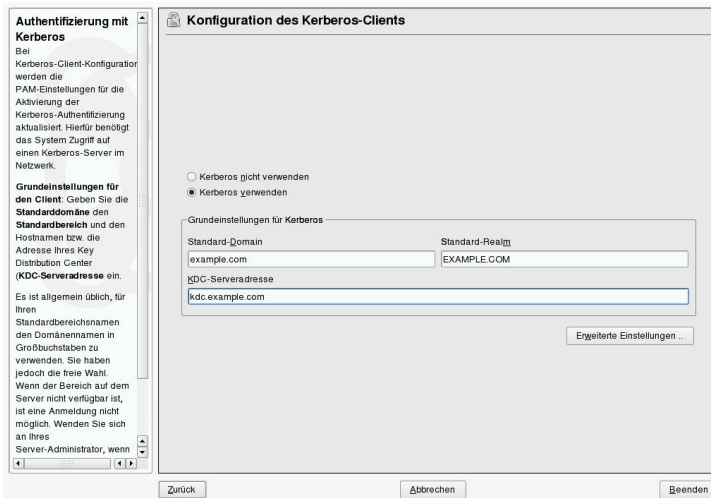 Authentifizierung mit
Kerberos
Bei
Kerberos-Client-Konfiguration
werden die
PAM-Einstellungen für die
Aktivierung der
Kerberos-Authentifizierung
aktualisiert. Hierfür benötigt
das System Zugriff auf
einen Kerberos-Server im
Netzwerk.
Grundeinstellungen für
den Client: Geben Sie die
Standarddomäne den
Standardbereich und den
Hostnamen bzw. die
Adresse Ihres Key
Distribution Center
(KDC-Serveradresse ein.
Es ist allgemein üblich, für
Ihren
Standardbereichsnamen
den Domänennamen in
Großbuchstaben zu
verwenden. Sie haben
jedoch die freie Wahl.
Wenn der Bereich auf dem
Server nicht verfügbar ist,
ist eine Anmeldung nicht
möglich. Wenden Sie sich
an Ihres
Server-Administrator, wenn
Konfiguration des Kerberos-Clients
Kerberos nicht verwenden
Kerberos verwenden
Grundeinstellungen für Kerberos
Standard-Domain
Standard-Realm
example.com
EXAMPLE.COM
KDC-Serveradresse
kdc.example.com
Erweiterte Einstellungen ..
Zurück
Abbrechen
Beenden